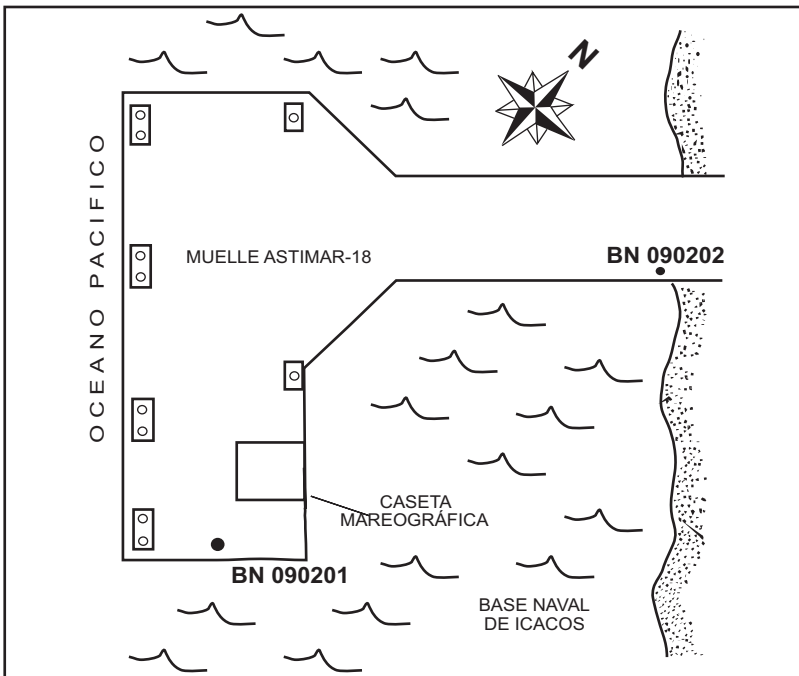 N
OCEANO PACIFICO
MUELLE ASTIMAR-18
BN 090202
CASETA
MAREOGRÁFICA
BN 090201
BASE NAVAL
DE ICACOS